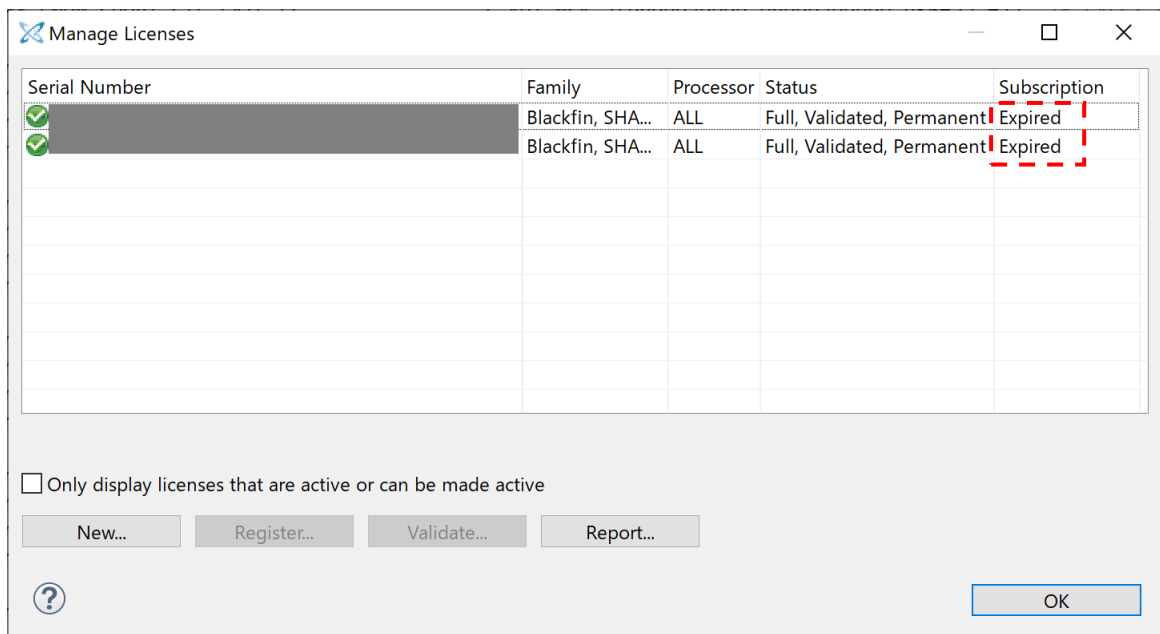 Manage Licenses
Serial Number Family Processor Status Subscription
Blackfin, SHA... ALL Full, Validated, Permanent Expired
Blackfin, SHA... ALL Full, Validated, Permanent Expired
Only display licenses that are active or can be made active
New... Register... Validate... Report...
?
OK